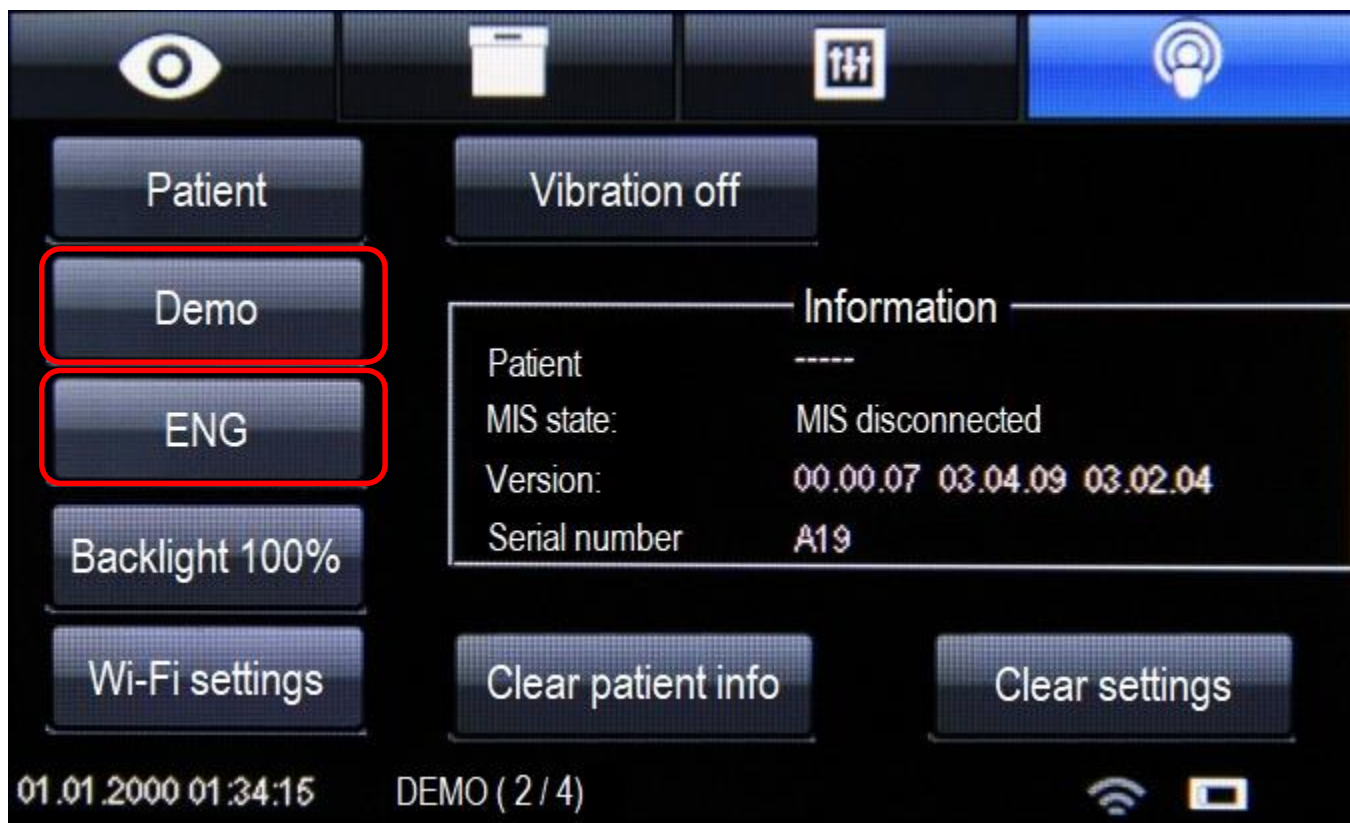 Patient
Vibration off
Demo
Information
Patient -----
ENG
MIS state: MIS disconnected
Version: 00.00.07 03.04.09 03.02.04
Serial number A19
Backlight 100%
Wi-Fi settings
Clear patient info
Clear settings
01.01.2000 01:34:15 DEMO ( 2 / 4)